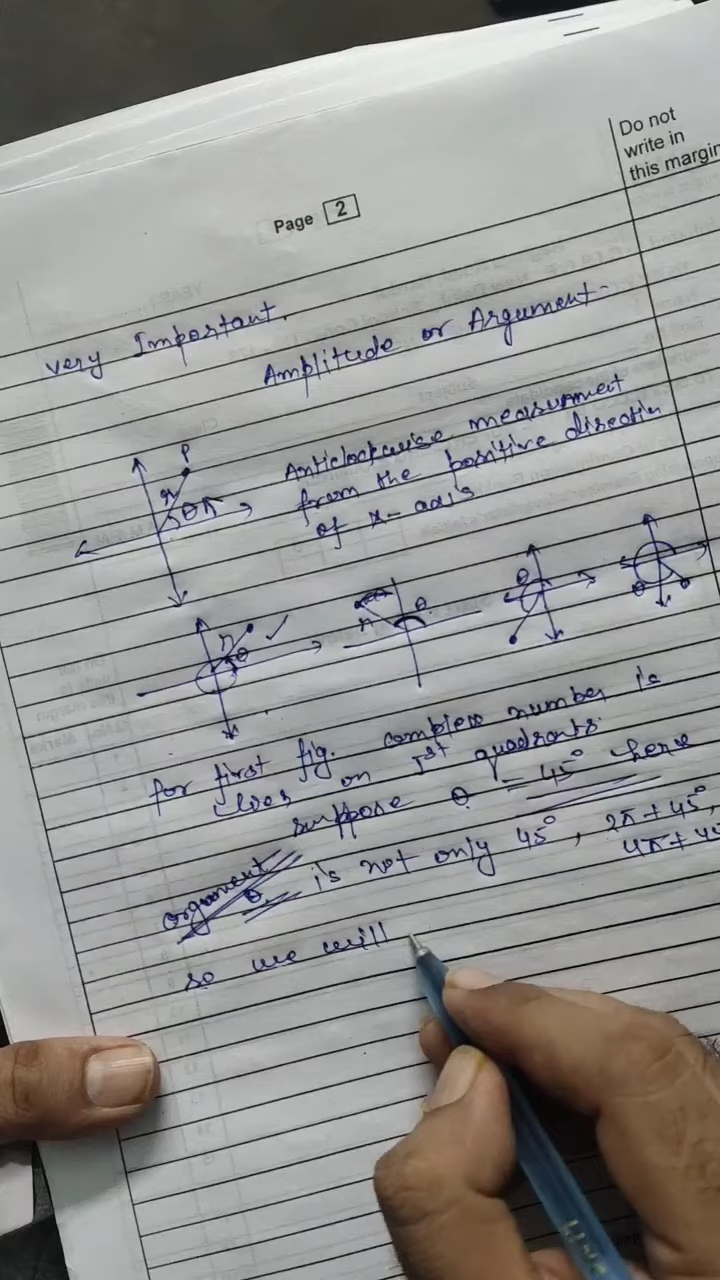 Do not
write in
this margin
Page 2
very Important.
Amplitude or Argument-
P
r
θ
Anticlockwise measurment
from the positive direction
of x-axis
r
θ
r
θ
θ
θ
for first fig. complex number is
lies on Ist quadrants.
suppose θ = 45° here
argument
θ is not only 45°, 2π + 45°,
4π + 45
so we will